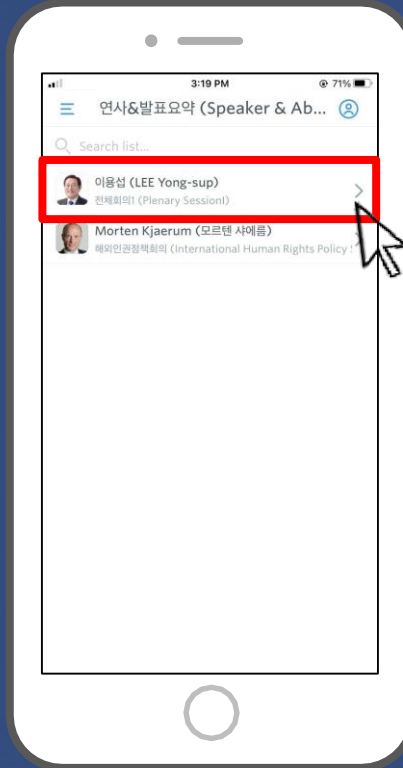 3:19 PM
71%
연사&발표요약 (Speaker & Ab...
Search list...
이용섭 (LEE Yong-sup)
전체회의1 (Plenary SessionI)
Morten Kjaerum (모르텐 샤에름)
해외인권정책회의 (International Human Rights Policy